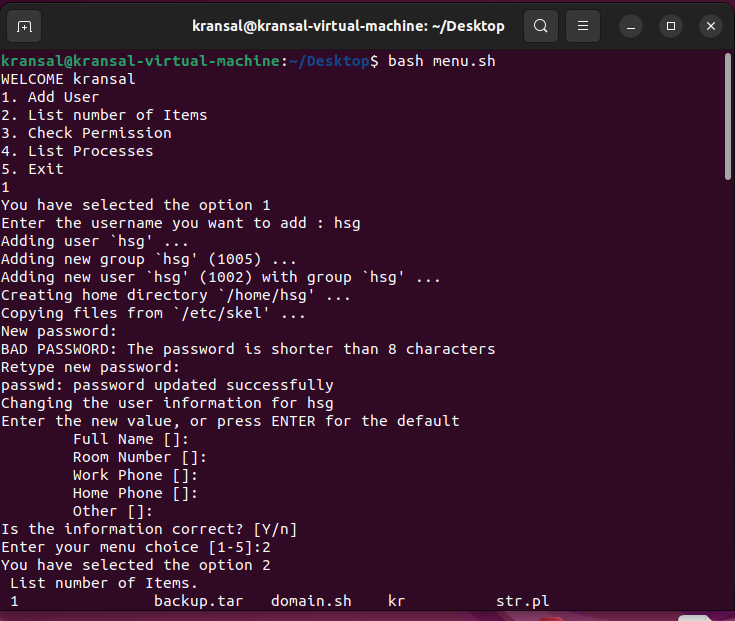 kransal@kransal-virtual-machine: ~/Desktop
kransal@kransal-virtual-machine:~/Desktop$ bash menu.sh
WELCOME kransal
1. Add User
2. List number of Items
3. Check Permission
4. List Processes
5. Exit
1
You have selected the option 1
Enter the username you want to add : hsg
Adding user `hsg' ...
Adding new group `hsg' (1005) ...
Adding new user `hsg' (1002) with group `hsg' ...
Creating home directory `/home/hsg' ...
Copying files from `/etc/skel' ...
New password:
BAD PASSWORD: The password is shorter than 8 characters
Retype new password:
passwd: password updated successfully
Changing the user information for hsg
Enter the new value, or press ENTER for the default
        Full Name []:
        Room Number []:
        Work Phone []:
        Home Phone []:
        Other []:
Is the information correct? [Y/n]
Enter your menu choice [1-5]:2
You have selected the option 2
 List number of Items.
 1               backup.tar   domain.sh    kr          str.pl